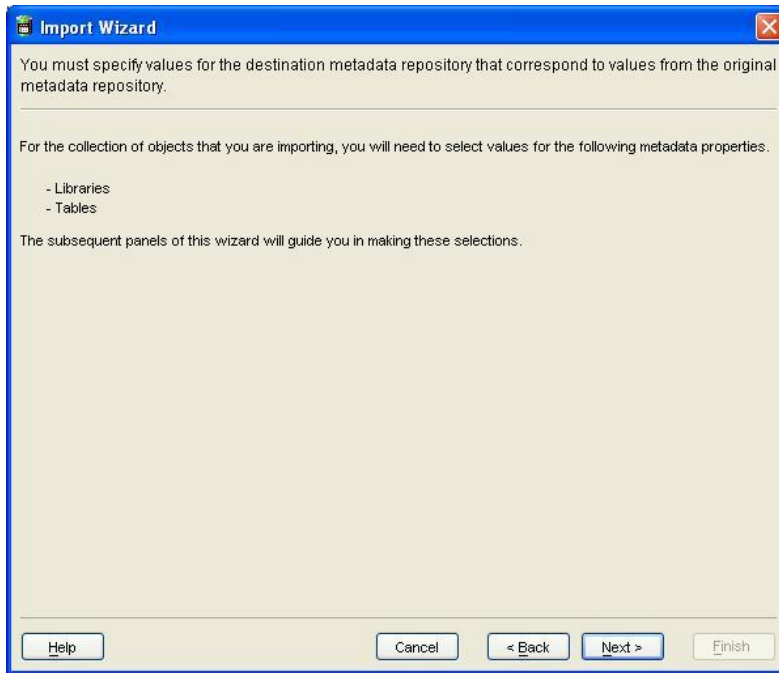 Import Wizard
You must specify values for the destination metadata repository that correspond to values from the original
metadata repository.
For the collection of objects that you are importing, you will need to select values for the following metadata properties.
- Libraries
- Tables
The subsequent panels of this wizard will guide you in making these selections.
Help Cancel < Back Next > Finish